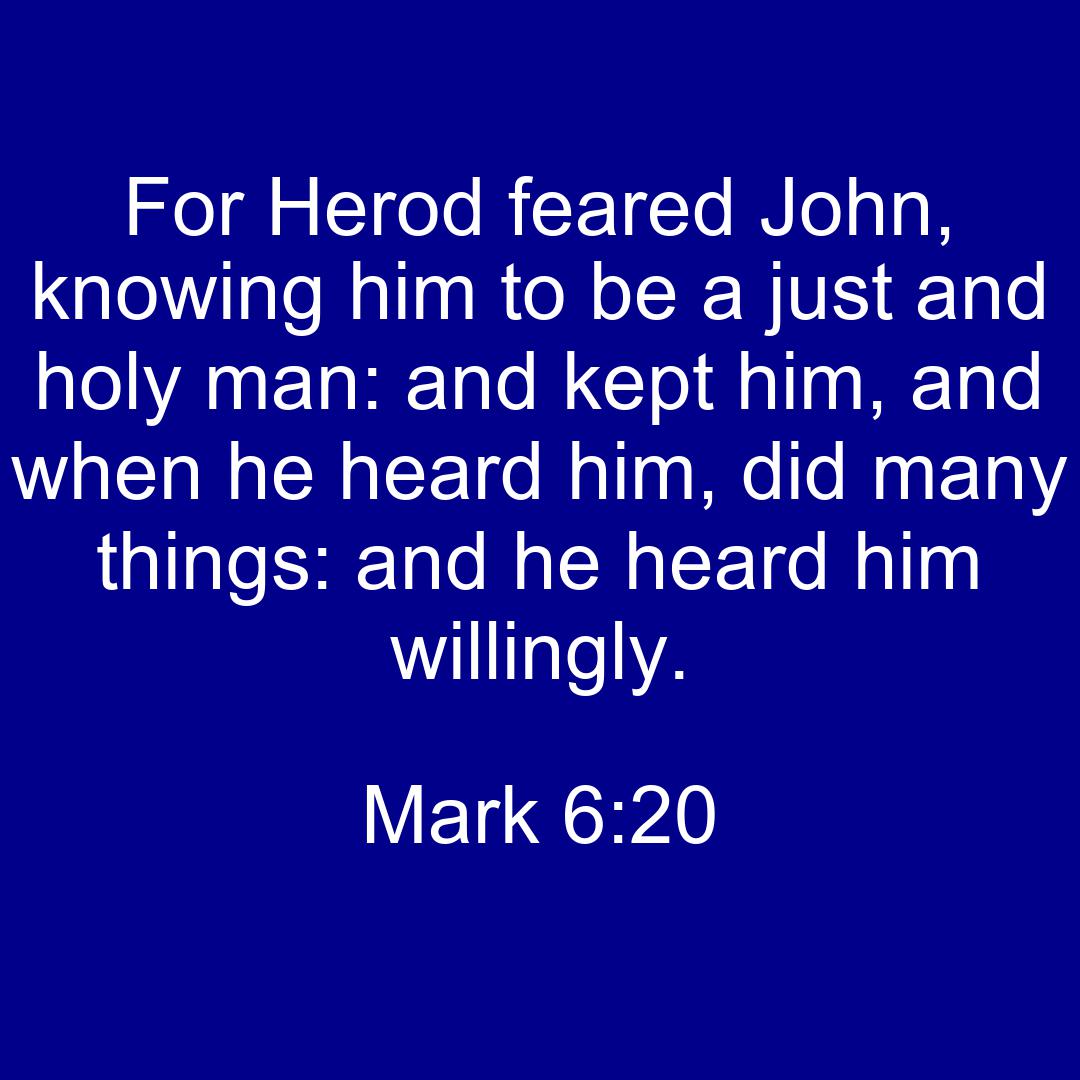 For Herod feared John,
knowing him to be a just and
holy man: and kept him, and
when he heard him, did many
things: and he heard him
willingly.
Mark 6:20